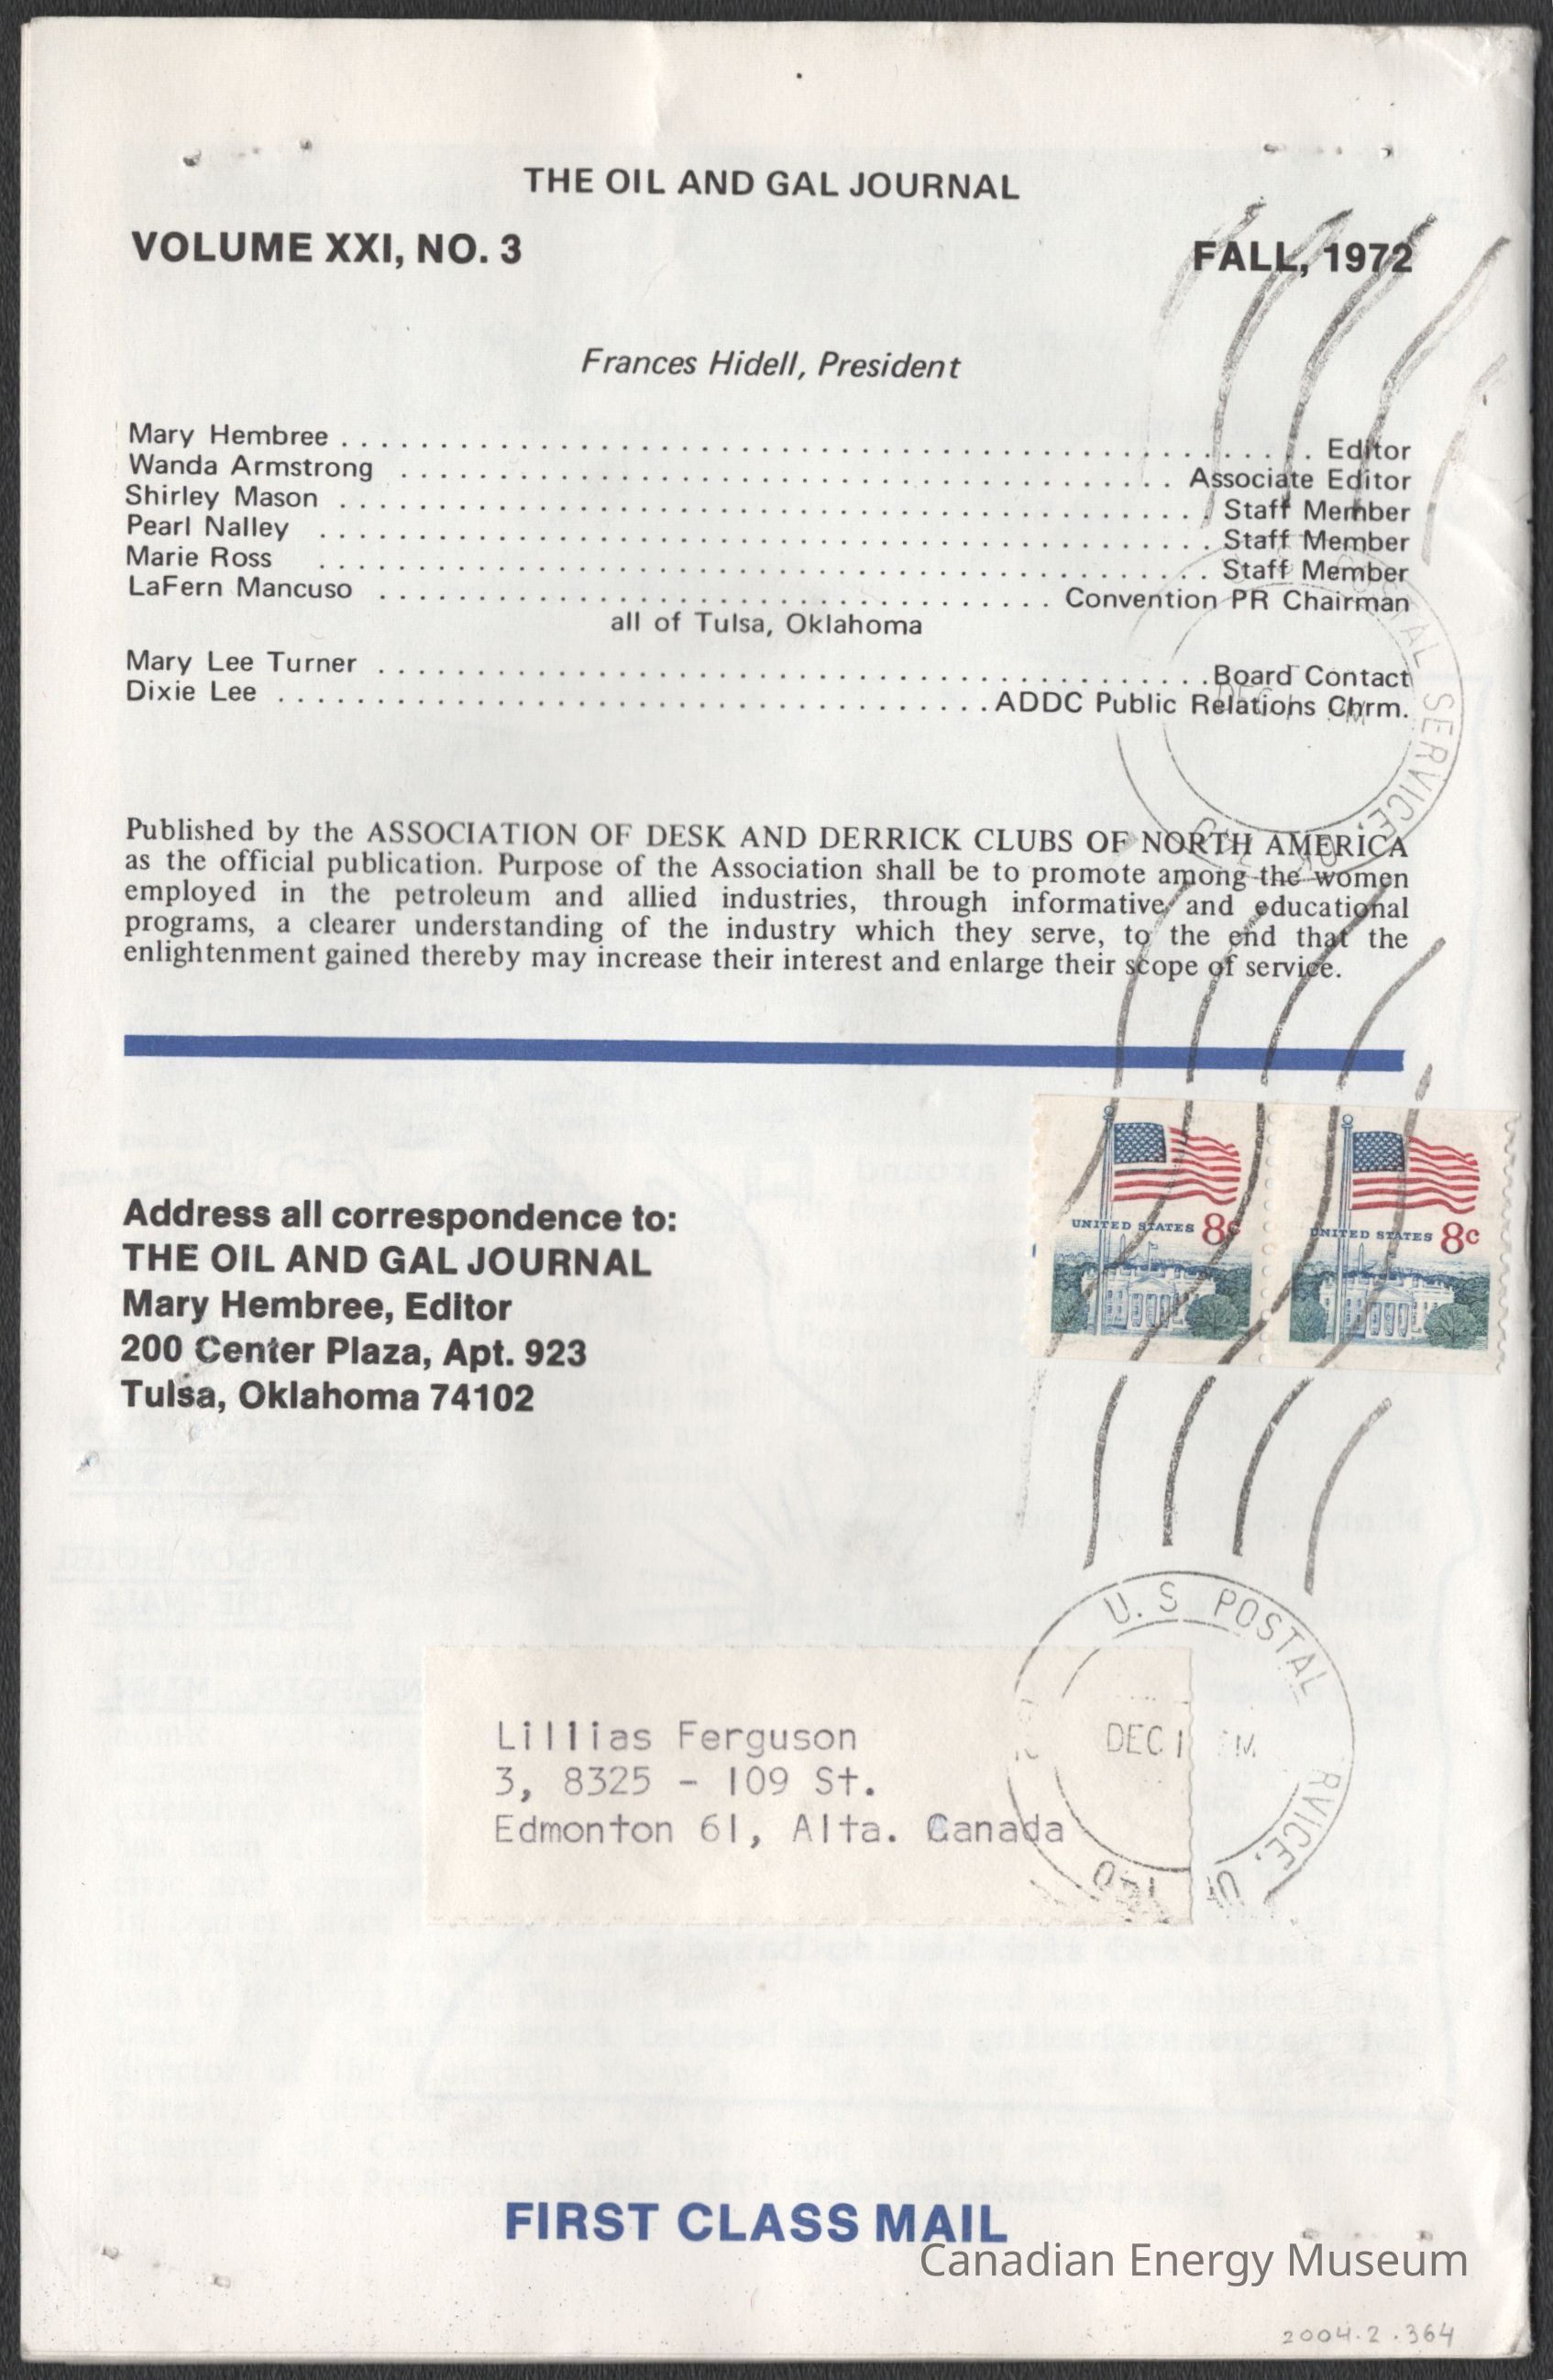 THE OIL AND GAL JOURNAL
VOLUME XXI, NO. 3 FALL, 1972
Frances Hidell, President
Mary Hembree . . . . . . . . . . Editor
Wanda Armstrong . . . . . . . . . . Associate Editor
Shirley Mason . . . . . . . . . . Staff Member
Pearl Nalley . . . . . . . . . . Staff Member
Marie Ross . . . . . . . . . . Staff Member
LaFern Mancuso . . . . . . . . . . Convention PR Chairman
all of Tulsa, Oklahoma
Mary Lee Turner . . . . . . . . . . Board Contact
Dixie Lee . . . . . . . . . . ADDC Public Relations Chrm.
Published by the ASSOCIATION OF DESK AND DERRICK CLUBS OF NORTH AMERICA
as the official publication. Purpose of the Association shall be to promote among the women
employed in the petroleum and allied industries, through informative and educational
programs, a clearer understanding of the industry which they serve, to the end that the
enlightenment gained thereby may increase their interest and enlarge their scope of service.
UNITED STATES 8c
UNITED STATES 8c
Address all correspondence to:
THE OIL AND GAL JOURNAL
Mary Hembree, Editor
200 Center Plaza, Apt. 923
Tulsa, Oklahoma 74102
U.S POSTAL
DEC 1
Lillias Ferguson
3, 8325 - 109 St.
Edmonton 61, Alta. Canada
FIRST CLASS MAIL
Canadian Energy Museum
2004.2.364